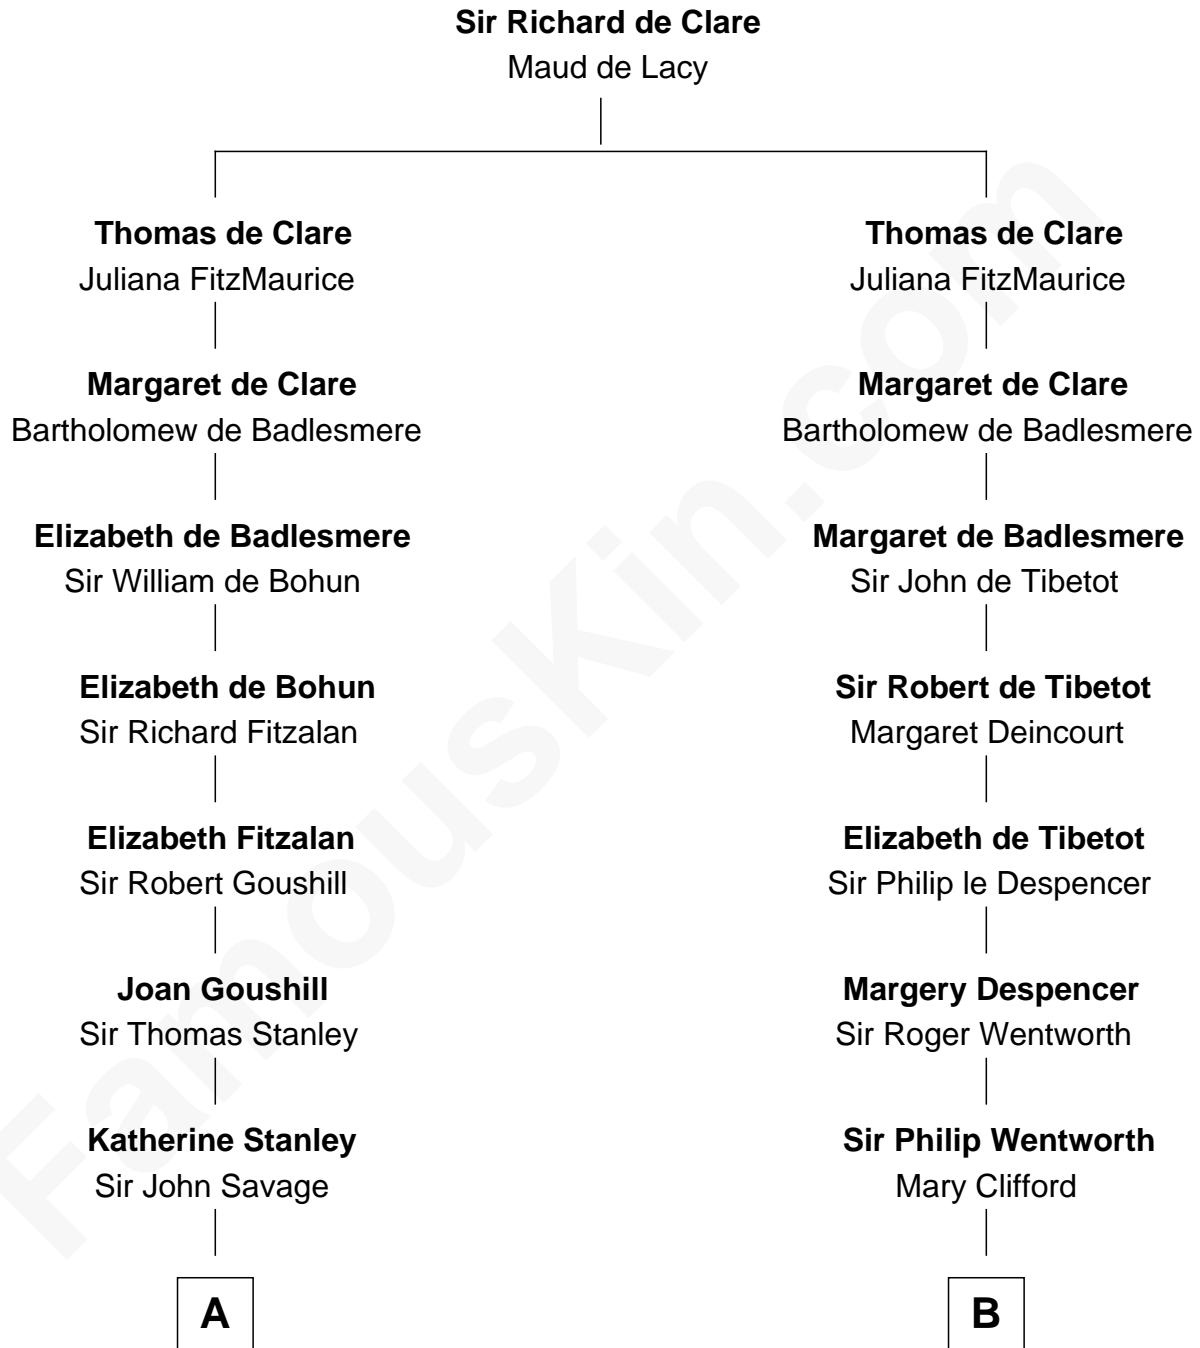 Sir Richard de Clare
Maud de Lacy
Thomas de Clare
Juliana FitzMaurice
Margaret de Clare
Bartholomew de Badlesmere
Elizabeth de Badlesmere
Sir William de Bohun
Elizabeth de Bohun
Sir Richard Fitzalan
Elizabeth Fitzalan
Sir Robert Goushill
Joan Goushill
Sir Thomas Stanley
Katherine Stanley
Sir John Savage
A
Thomas de Clare
Juliana FitzMaurice
Margaret de Clare
Bartholomew de Badlesmere
Margaret de Badlesmere
Sir John de Tibetot
Sir Robert de Tibetot
Margaret Deincourt
Elizabeth de Tibetot
Sir Philip le Despencer
Margery Despencer
Sir Roger Wentworth
Sir Philip Wentworth
Mary Clifford
B
FamousKin.com